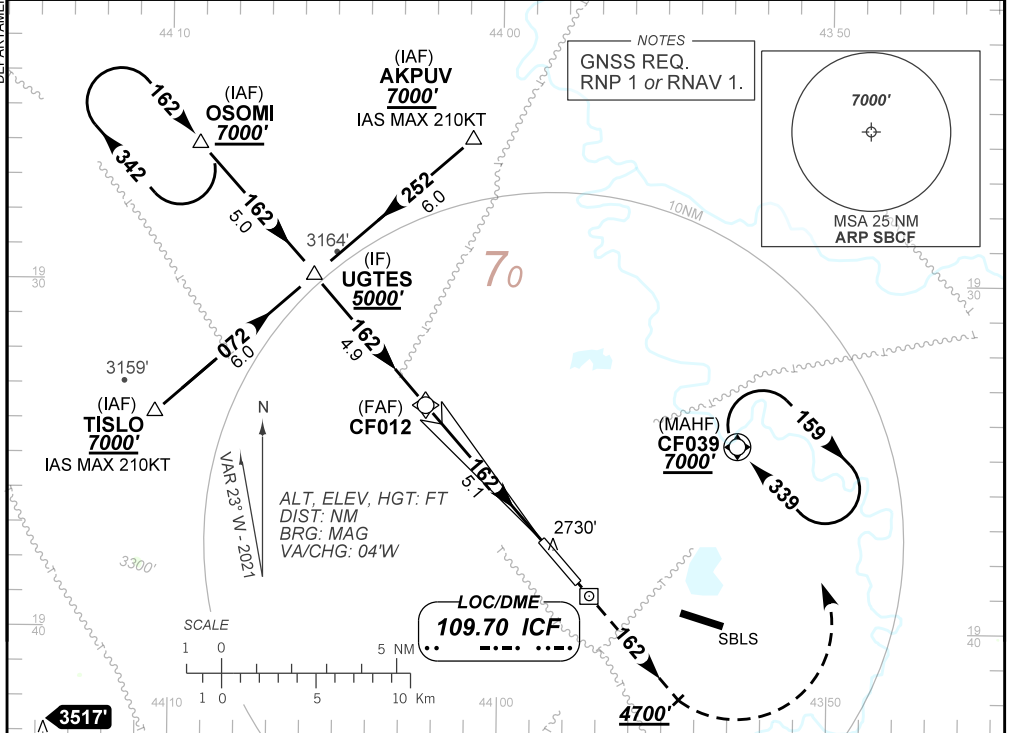 44 10
44 00
43 50
NOTES
GNSS REQ.
RNP 1 or RNAV 1.
7000'
MSA 25 NM
ARP SBCF
(IAF)
OSOMI
7000'
162
342
(IAF)
AKPUV
7000'
IAS MAX 210KT
252
6.0
162
5.0
3164'
10NM
(IF)
UGTES
5000'
70
19
30
19
30
072
6.0
162
4.9
3159'
(IAF)
TISLO
7000'
IAS MAX 210KT
(FAF)
CF012
N
VAR 23° W - 2021
(MAHF)
CF039
7000'
159
339
162
5.1
ALT, ELEV, HGT: FT
DIST: NM
BRG: MAG
VA/CHG: 04'W
2730'
3300'
LOC/DME
109.70 ICF
SBLS
162
19
40
19
40
SCALE
1 0 5 NM
1 0 5 10 Km
4700'
44 10
44 00
43 50
3517'